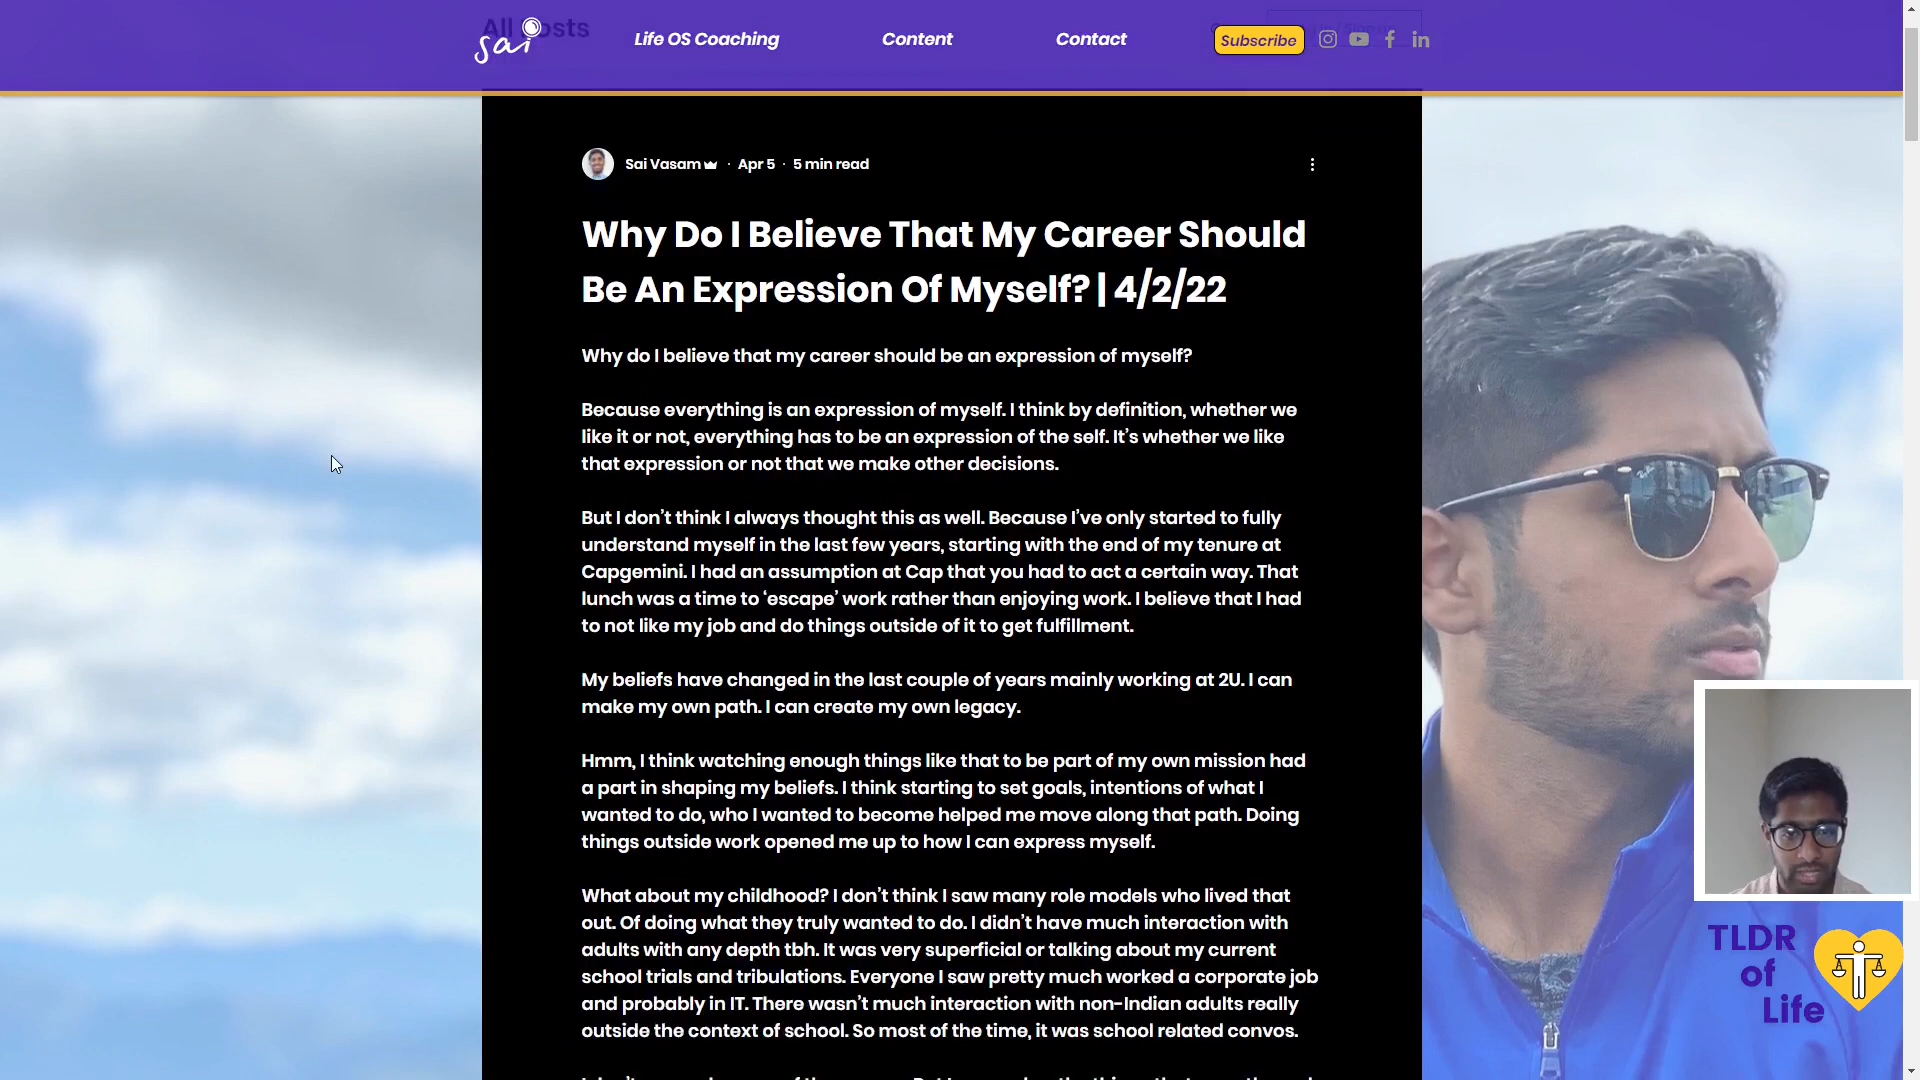 All Posts
sai
Life OS Coaching
Content
Contact
Subscribe
Sai Vasam · Apr 5 · 5 min read
Why Do I Believe That My Career Should
Be An Expression Of Myself? | 4/2/22
Why do I believe that my career should be an expression of myself?
Because everything is an expression of myself. I think by definition, whether we
like it or not, everything has to be an expression of the self. It’s whether we like
that expression or not that we make other decisions.
But I don’t think I always thought this as well. Because I’ve only started to fully
understand myself in the last few years, starting with the end of my tenure at
Capgemini. I had an assumption at Cap that you had to act a certain way. That
lunch was a time to ‘escape’ work rather than enjoying work. I believe that I had
to not like my job and do things outside of it to get fulfillment.
My beliefs have changed in the last couple of years mainly working at 2U. I can
make my own path. I can create my own legacy.
Hmm, I think watching enough things like that to be part of my own mission had
a part in shaping my beliefs. I think starting to set goals, intentions of what I
wanted to do, who I wanted to become helped me move along that path. Doing
things outside work opened me up to how I can express myself.
What about my childhood? I don’t think I saw many role models who lived that
out. Of doing what they truly wanted to do. I didn’t have much interaction with
adults with any depth tbh. It was very superficial or talking about my current
school trials and tribulations. Everyone I saw pretty much worked a corporate job
and probably in IT. There wasn’t much interaction with non-Indian adults really
outside the context of school. So most of the time, it was school related convos.
TLDR
of
Life